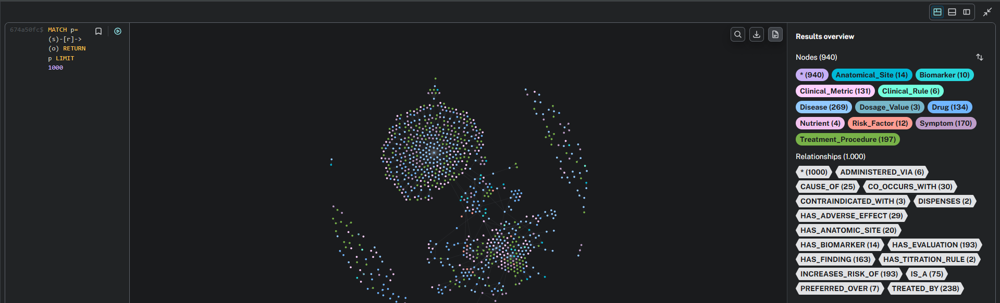 674a50fc$ MATCH p=
(s)-[r]->
(o) RETURN
p LIMIT
1000
Results overview
Nodes (940)
* (940) Anatomical_Site (14) Biomarker (10)
Clinical_Metric (131) Clinical_Rule (6)
Disease (269) Dosage_Value (3) Drug (134)
Nutrient (4) Risk_Factor (12) Symptom (170)
Treatment_Procedure (197)
Relationships (1.000)
* (1000) ADMINISTERED_VIA (6)
CAUSE_OF (25) CO_OCCURS_WITH (30)
CONTRAINDICATED_WITH (3) DISPENSES (2)
HAS_ADVERSE_EFFECT (29)
HAS_ANATOMIC_SITE (20)
HAS_BIOMARKER (14) HAS_EVALUATION (193)
HAS_FINDING (163) HAS_TITRATION_RULE (2)
INCREASES_RISK_OF (193) IS_A (75)
PREFERRED_OVER (7) TREATED_BY (238)